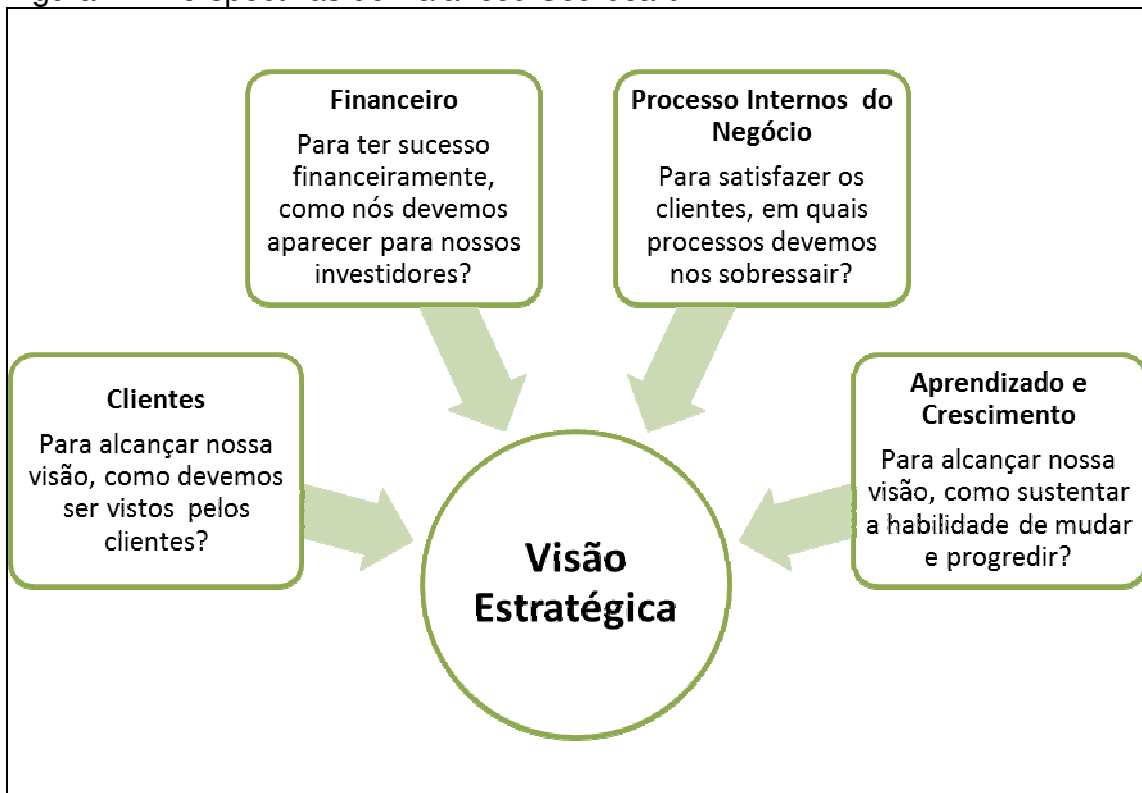 Financeiro
Para ter sucesso
financeiramente,
como nós devemos
aparecer para nossos
investidores?
Processo Internos do
Negócio
Para satisfazer os
clientes, em quais
processos devemos
nos sobressair?
Clientes
Para alcançar nossa
visão, como devemos
ser vistos pelos
clientes?
Aprendizado e
Crescimento
Para alcançar nossa
visão, como sustentar
a habilidade de mudar
e progredir?
Visão
Estratégica